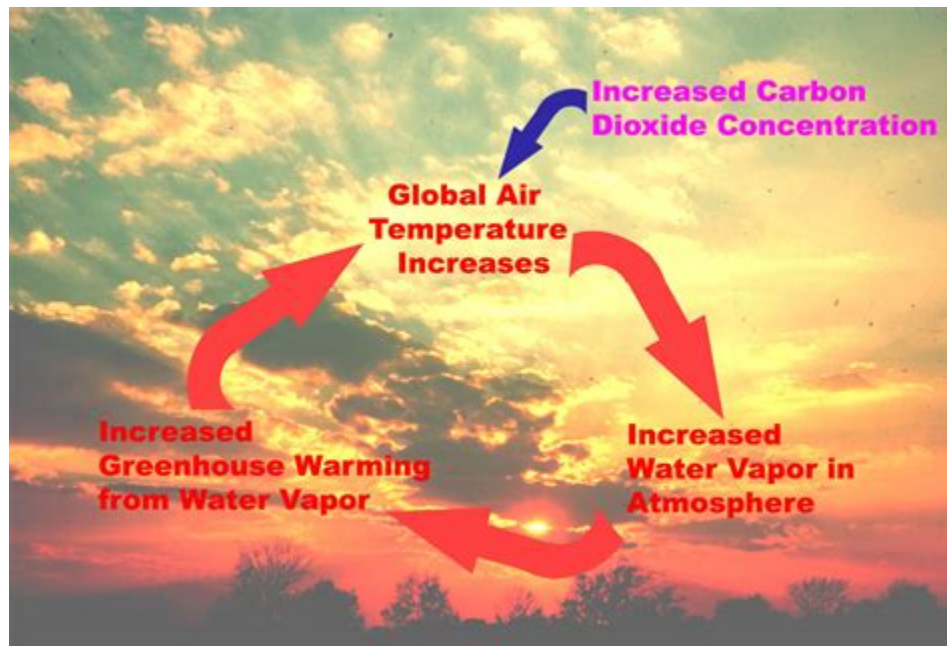 Increased Carbon
Dioxide Concentration
Global Air
Temperature
Increases
Increased
Water Vapor in
Atmosphere
Increased
Greenhouse Warming
from Water Vapor